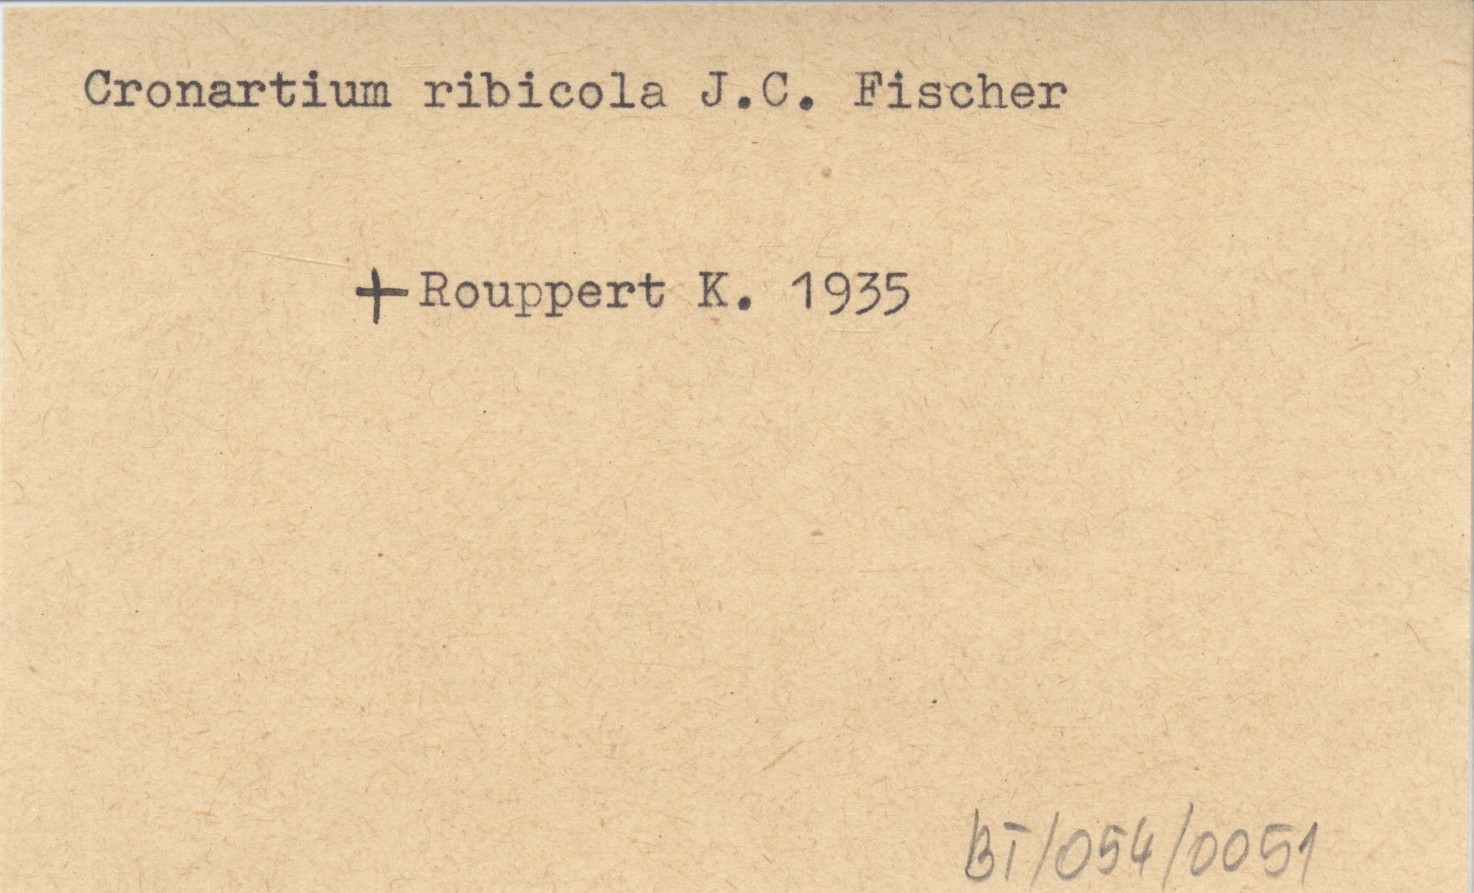 Cronartium ribicola J.C. Fischer
+ Rouppert K. 1935
BT/054/0051